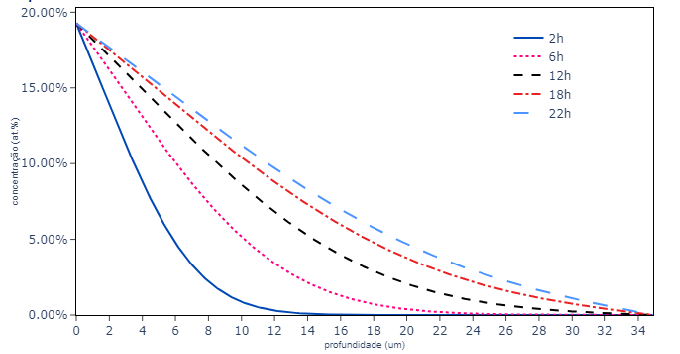 20.00%
15.00%
10.00%
5.00%
0.00%
concentração (at.%)
2h
6h
12h
18h
22h
0 2 4 6 8 10 12 14 16 18 20 22 24 26 28 30 32 34
profundidade (um)